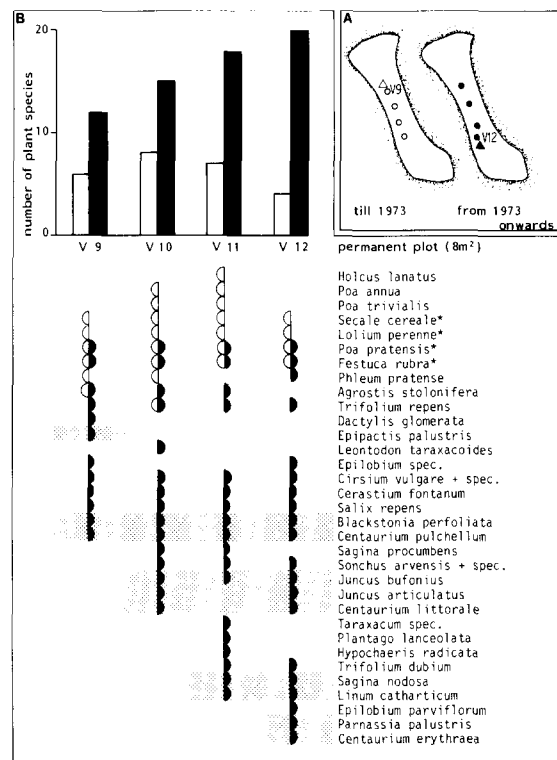 B
20
10
0
number of plant species
V 9
V 10
V 11
V 12
A
V9
V12
till 1973
from 1973
onwards
permanent plot (8m²)
Holcus lanatus
Poa annua
Poa trivialis
Secale cereale*
Lolium perenne*
Poa pratensis*
Festuca rubra*
Phleum pratense
Agrostis stolonifera
Trifolium repens
Dactylis glomerata
Epipactis palustris
Leontodon taraxacoides
Epilobium spec.
Cirsium vulgare + spec.
Cerastium fontanum
Salix repens
Blackstonia perfoliata
Centaurium pulchellum
Sagina procumbens
Sonchus arvensis + spec.
Juncus bufonius
Juncus articulatus
Centaurium littorale
Taraxacum spec.
Plantago lanceolata
Hypochaeris radicata
Trifolium dubium
Sagina nodosa
Linum catharticum
Epilobium parviflorum
Parnassia palustris
Centaurium erythraea